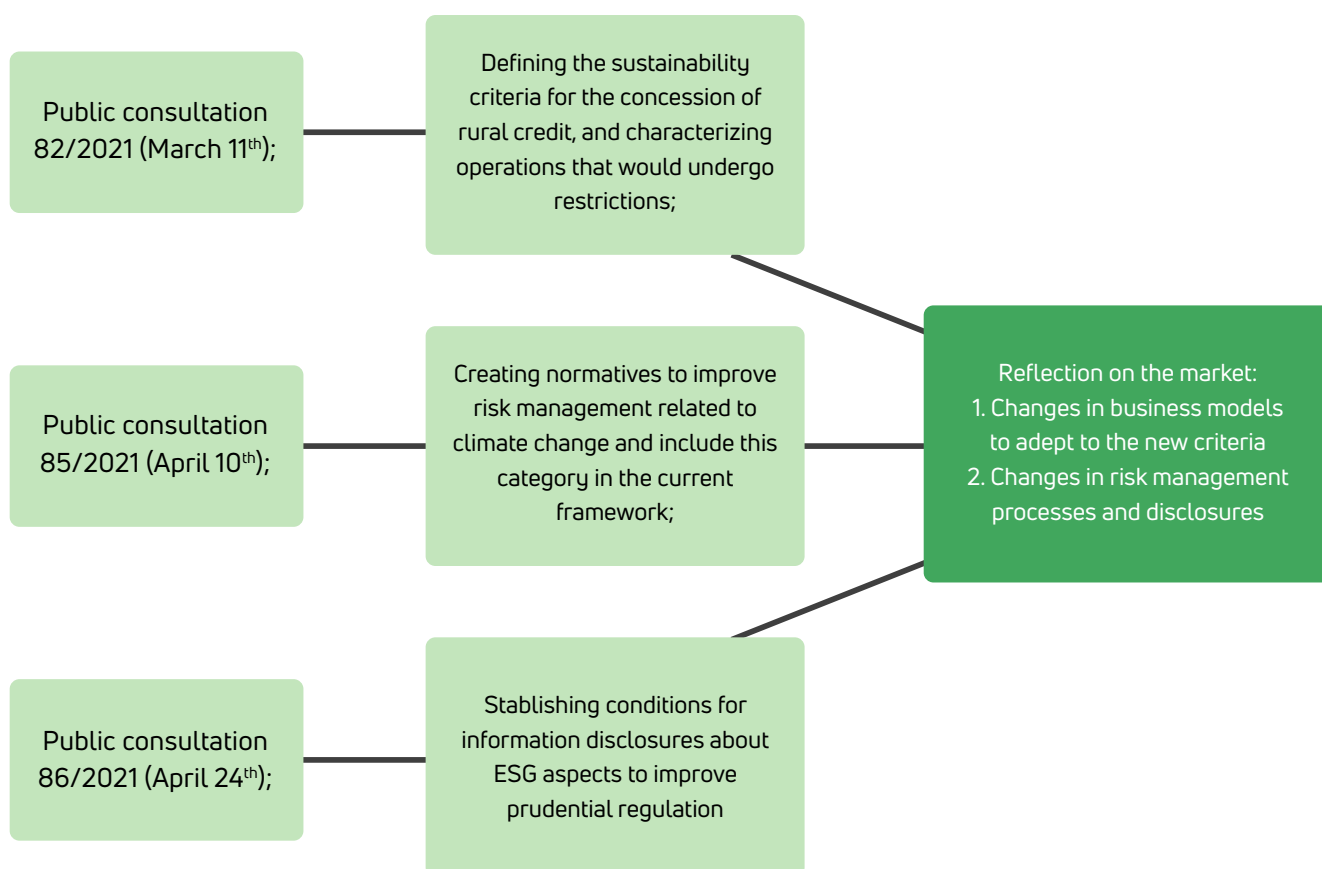 Public consultation
82/2021 (March 11th);
Defining the sustainability
criteria for the concession of
rural credit, and characterizing
operations that would undergo
restrictions;
Public consultation
85/2021 (April 10th);
Creating normatives to improve
risk management related to
climate change and include this
category in the current
framework;
Reflection on the market:
1. Changes in business models
to adept to the new criteria
2. Changes in risk management
processes and disclosures
Public consultation
86/2021 (April 24th);
Stablishing conditions for
information disclosures about
ESG aspects to improve
prudential regulation